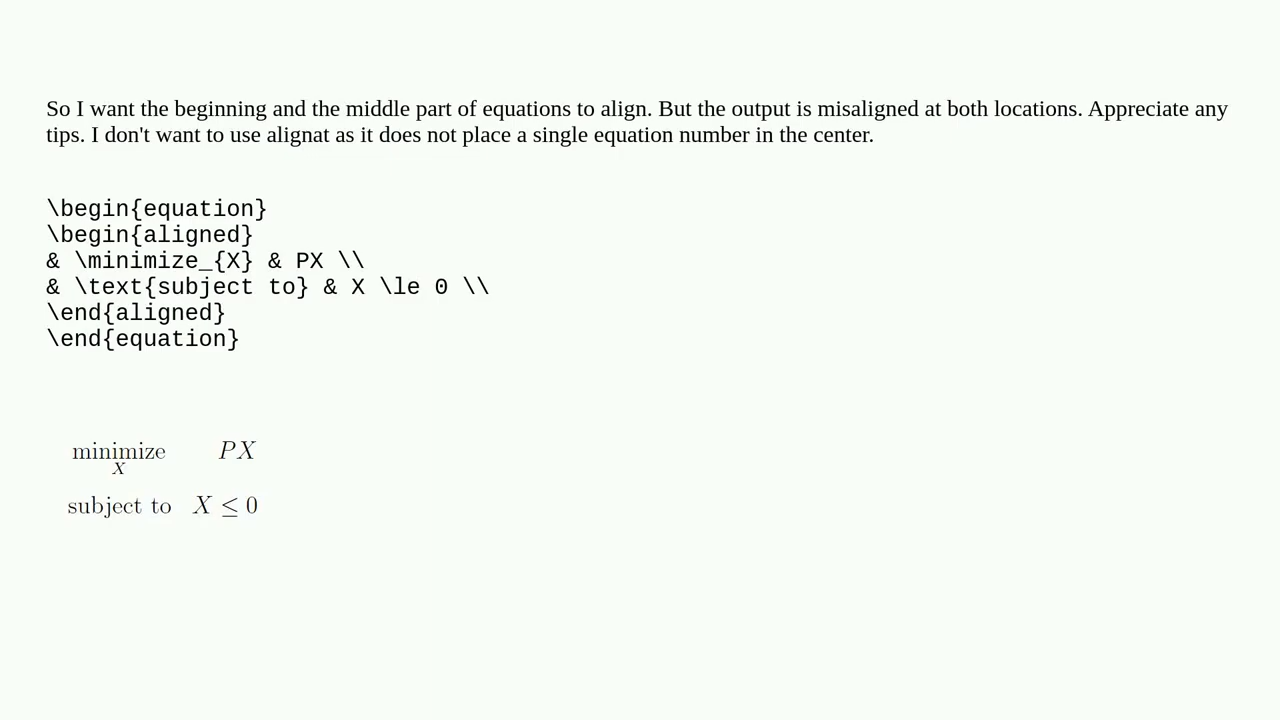 So I want the beginning and the middle part of equations to align. But the output is misaligned at both locations. Appreciate any
tips. I don't want to use alignat as it does not place a single equation number in the center.
\begin{equation}
\begin{aligned}
& \minimize_{X} & PX \\
& \text{subject to} & X \le 0 \\
\end{aligned}
\end{equation}
minimize PX
X
subject to X ≤ 0